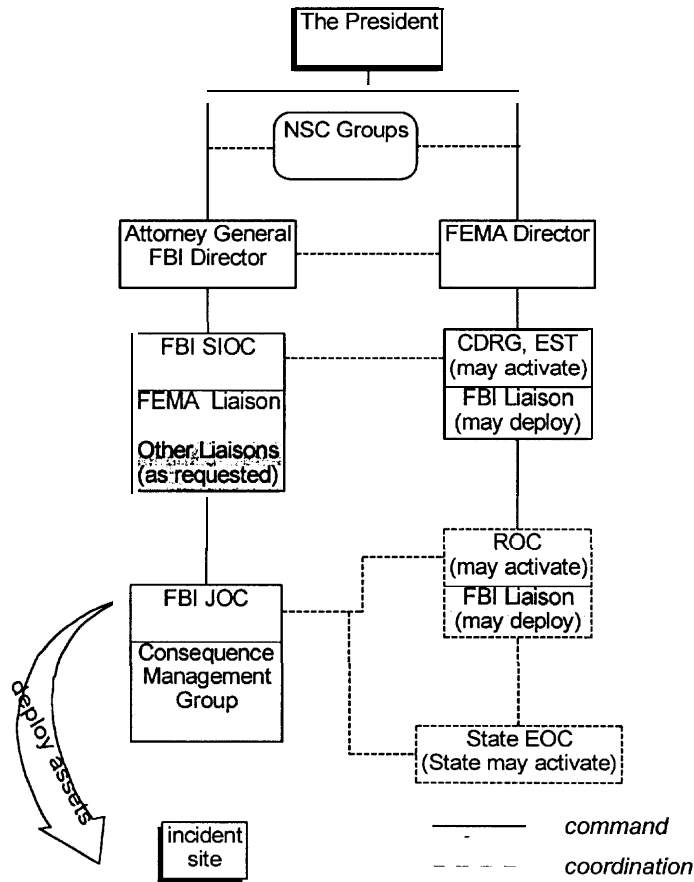 The President
NSC Groups
Attorney General
FBI Director
FEMA Director
FBI SIOC
FEMA Liaison
Other Liaisons
(as requested)
CDRG, EST
(may activate)
FBI Liaison
(may deploy)
ROC
(may activate)
FBI Liaison
(may deploy)
FBI JOC
Consequence
Management
Group
State EOC
(State may activate)
deploy assets
incident
site
command
coordination